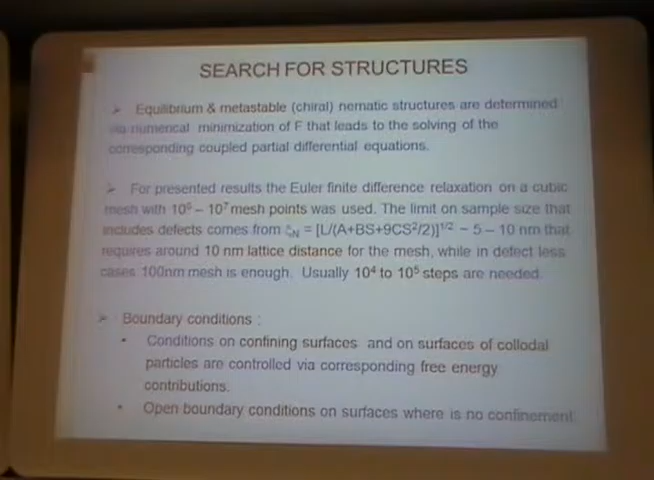 SEARCH FOR STRUCTURES
➢ Equilibrium & metastable (chiral) nematic structures are determined
via numerical minimization of F that leads to the solving of the
corresponding coupled partial differential equations.
➢ For presented results the Euler finite difference relaxation on a cubic
mesh with 10⁶ – 10⁷ mesh points was used. The limit on sample size that
includes defects comes from ξN = [L/(A+BS+9CS²/2)]¹/² ~ 5 – 10 nm that
requires around 10 nm lattice distance for the mesh, while in defect less
cases 100nm mesh is enough. Usually 10⁴ to 10⁵ steps are needed.
➢ Boundary conditions :
• Conditions on confining surfaces and on surfaces of colloidal
particles are controlled via corresponding free energy
contributions.
• Open boundary conditions on surfaces where is no confinement